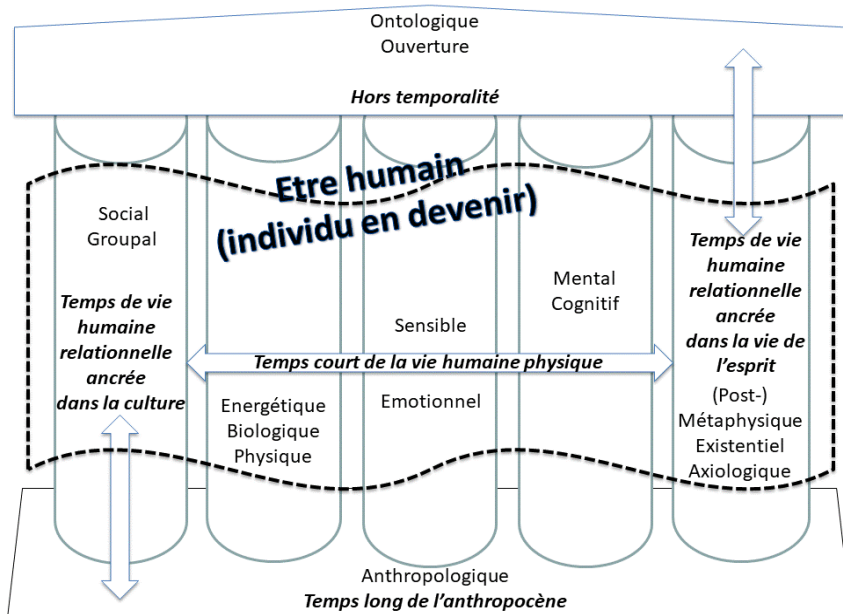 Ontologique
Ouverture
Hors temporalité
Etre humain
(individu en devenir)
Social
Groupal
Temps de vie
humaine
relationnelle
ancrée
dans la culture
Energétique
Biologique
Physique
Sensible
Temps court de la vie humaine physique
Emotionnel
Mental
Cognitif
Temps de vie
humaine
relationnelle
ancrée
dans la vie de
l’esprit
(Post-)
Métaphysique
Existentiel
Axiologique
Anthropologique
Temps long de l’anthropocène